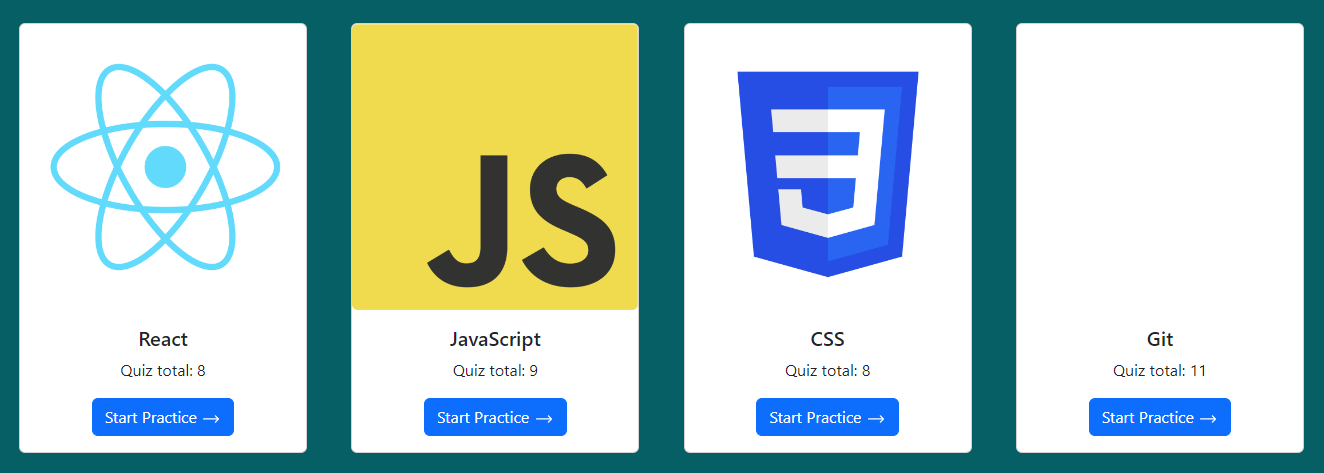 JS
React
Quiz total: 8
Start Practice →
JavaScript
Quiz total: 9
Start Practice →
CSS
Quiz total: 8
Start Practice →
Git
Quiz total: 11
Start Practice →